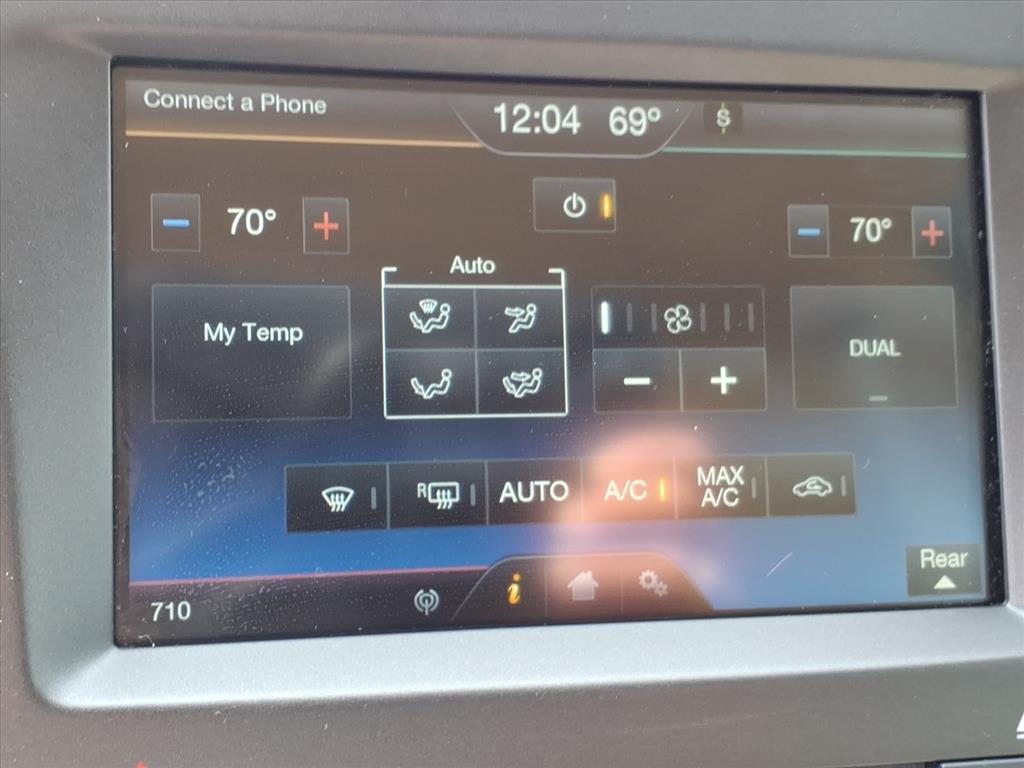 Connect a Phone
12:04 69° S
− 70° +
− 70° +
Auto
My Temp
− +
DUAL
R
AUTO
A/C
MAX
A/C
Rear
710
i